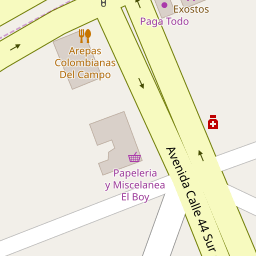 Exostos
Paga Todo
Arepas
Colombianas
Del Campo
Avenida Calle 44 Sur
Papeleria
y Miscelanea
El Boy